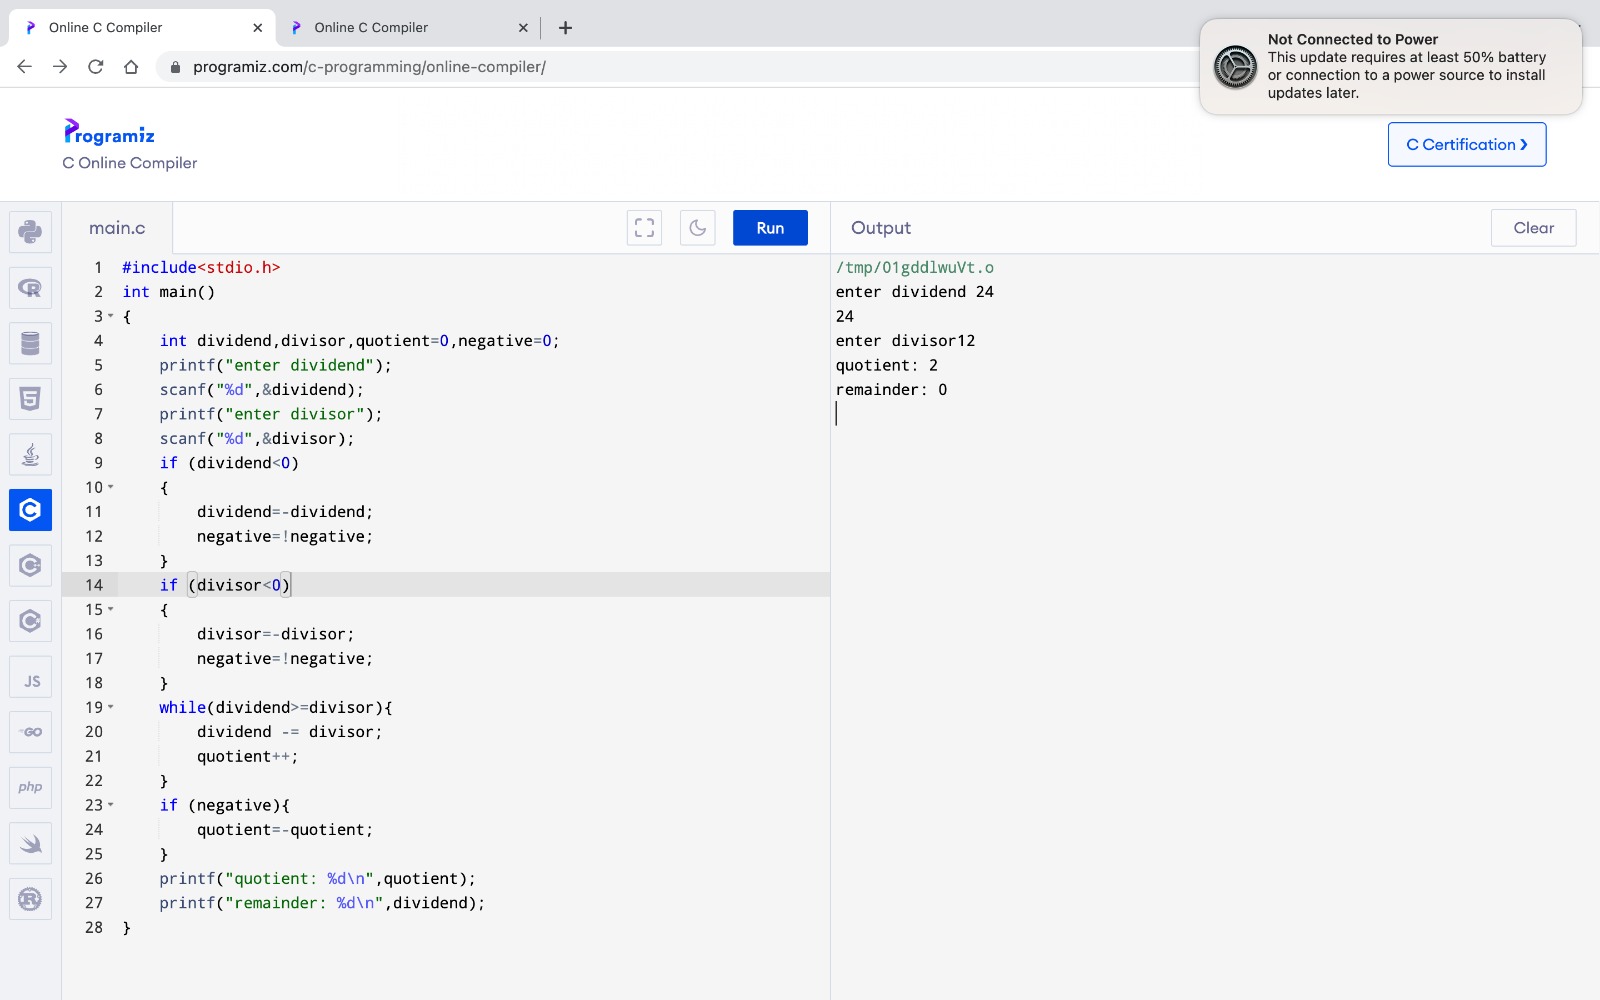 Online C Compiler
Online C Compiler
programiz.com/c-programming/online-compiler/
Not Connected to Power
This update requires at least 50% battery
or connection to a power source to install
updates later.
Programiz
C Online Compiler
C Certification ❯
main.c
Run
Output
Clear
1 #include<stdio.h>
2 int main()
3 {
4     int dividend,divisor,quotient=0,negative=0;
5     printf("enter dividend");
6     scanf("%d",&dividend);
7     printf("enter divisor");
8     scanf("%d",&divisor);
9     if (dividend<0)
10     {
11         dividend=-dividend;
12         negative=!negative;
13     }
14     if (divisor<0)
15     {
16         divisor=-divisor;
17         negative=!negative;
18     }
19     while(dividend>=divisor){
20         dividend -= divisor;
21         quotient++;
22     }
23     if (negative){
24         quotient=-quotient;
25     }
26     printf("quotient: %d\n",quotient);
27     printf("remainder: %d\n",dividend);
28 }
/tmp/01gddlwuVt.o
enter dividend 24
24
enter divisor12
quotient: 2
remainder: 0
R
5
C
C
JS
GO
php
R